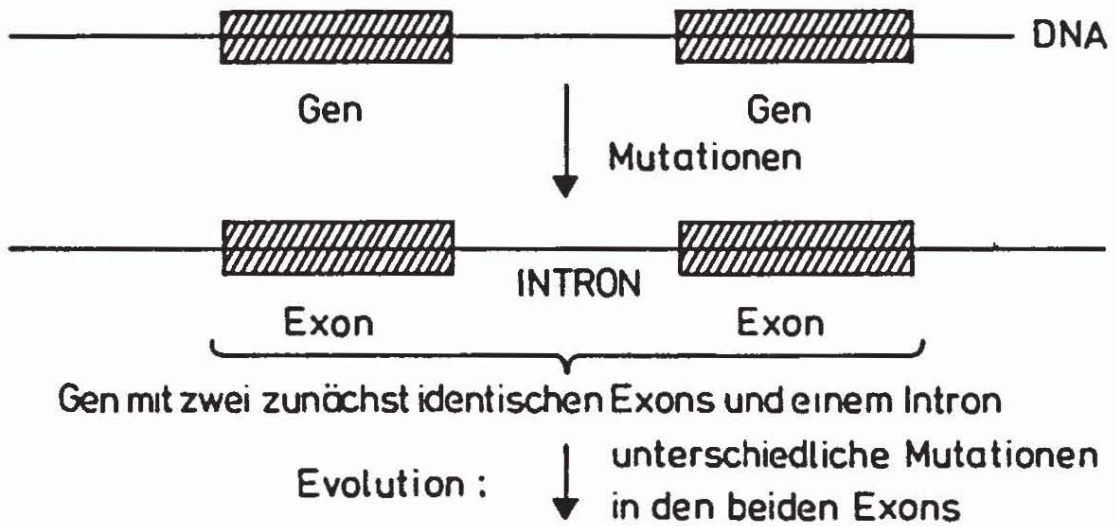 DNA
Gen Gen
Mutationen
INTRON
Exon Exon
Gen mit zwei zunächst identischen Exons und einem Intron
Evolution : unterschiedliche Mutationen
in den beiden Exons